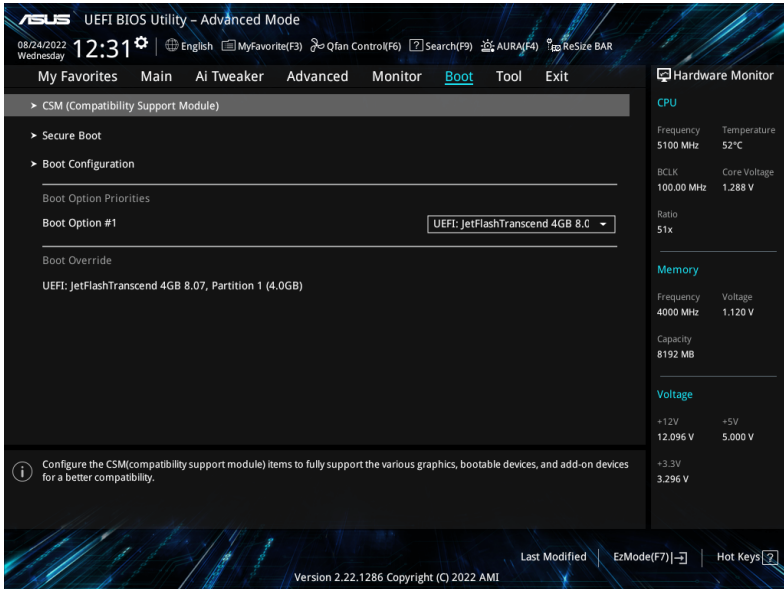 ASUS UEFI BIOS Utility – Advanced Mode
08/24/2022
Wednesday
12:31
English
MyFavorite(F3)
Qfan Control(F6)
? Search(F9)
AURA(F4)
ReSize BAR
My Favorites
Main
Ai Tweaker
Advanced
Monitor
Boot
Tool
Exit
> CSM (Compatibility Support Module)
> Secure Boot
> Boot Configuration
Boot Option Priorities
Boot Option #1
UEFI: JetFlashTranscend 4GB 8.0
Boot Override
UEFI: JetFlashTranscend 4GB 8.07, Partition 1 (4.0GB)
i
Configure the CSM(compatibility support module) items to fully support the various graphics, bootable devices, and add-on devices
for a better compatibility.
Hardware Monitor
CPU
Frequency Temperature
5100 MHz 52°C
BCLK Core Voltage
100.00 MHz 1.288 V
Ratio
51x
Memory
Frequency Voltage
4000 MHz 1.120 V
Capacity
8192 MB
Voltage
+12V +5V
12.096 V 5.000 V
+3.3V
3.296 V
Last Modified
EzMode(F7)
Hot Keys ?
Version 2.22.1286 Copyright (C) 2022 AMI